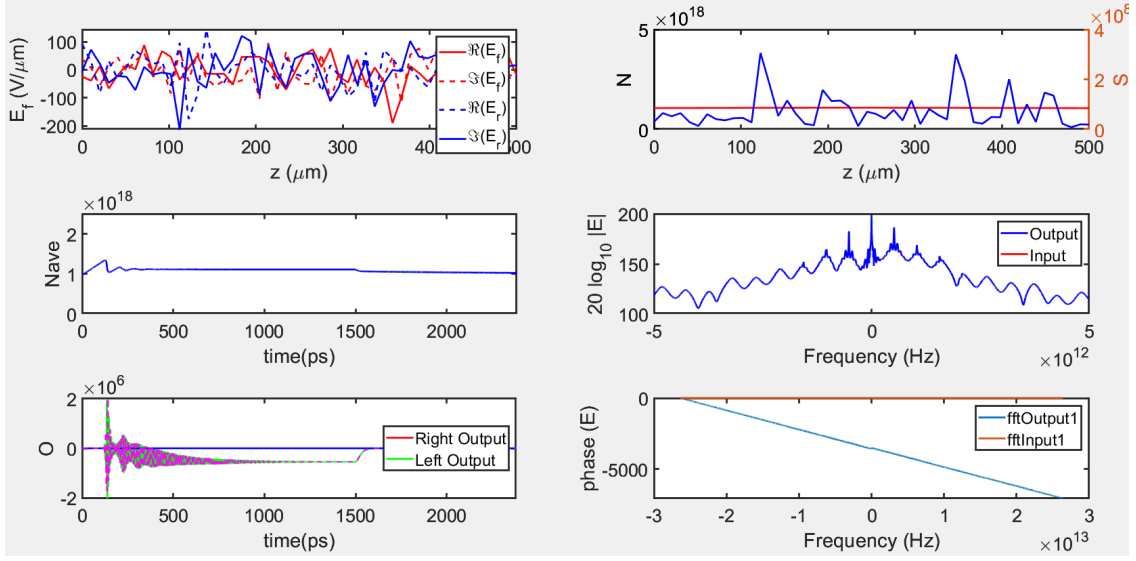 100
0
-100
-200
E_f (V/μm)
0
100
200
300
400
500
z (μm)
ℜ(E_f)
ℑ(E_f)
ℜ(E_r)
ℑ(E_r)
×10^18
5
0
N
×10^8
4
2
0
S
0
100
200
300
400
500
z (μm)
×10^18
2
1
0
Nave
0
500
1000
1500
2000
time(ps)
200
150
100
20 log_10 |E|
Output
Input
-5
0
5
×10^12
Frequency (Hz)
×10^6
2
0
-2
O
Right Output
Left Output
0
500
1000
1500
2000
time(ps)
0
-5000
phase (E)
fftOutput1
fftInput1
-3
-2
-1
0
1
2
3
×10^13
Frequency (Hz)